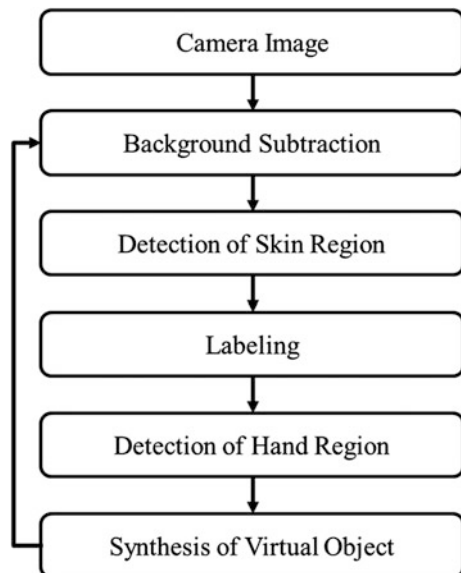 Camera Image
Background Subtraction
Detection of Skin Region
Labeling
Detection of Hand Region
Synthesis of Virtual Object